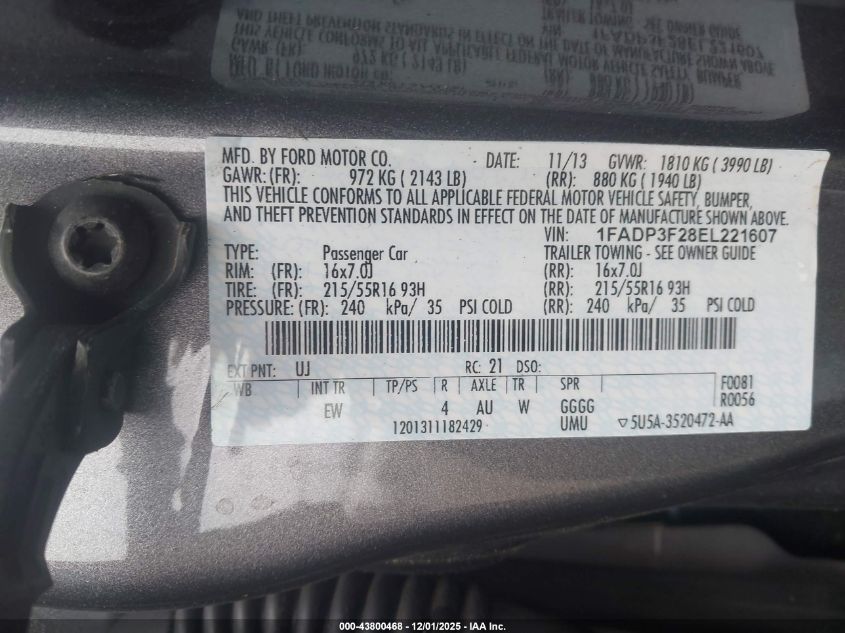 MFD. BY FORD MOTOR CO. DATE: 11/13 GVWR: 1810 KG ( 3990 LB)
GAWR:(FR): 972 KG ( 2143 LB) (RR): 880 KG ( 1940 LB)
THIS VEHICLE CONFORMS TO ALL APPLICABLE FEDERAL MOTOR VEHICLE SAFETY, BUMPER,
AND THEFT PREVENTION STANDARDS IN EFFECT ON THE DATE OF MANUFACTURE SHOWN ABOVE.
VIN: 1FADP3F28EL221607
TYPE: Passenger Car TRAILER TOWING - SEE OWNER GUIDE
RIM: (FR): 16x7.0J (RR): 16x7.0J
TIRE: (FR): 215/55R16 93H (RR): 215/55R16 93H
PRESSURE: (FR): 240 kPa/ 35 PSI COLD (RR): 240 kPa/ 35 PSI COLD
EXT PNT: UJ RC: 21 DSO:
WB INT TR TP/PS R AXLE TR SPR F0081
EW 4 AU W GGGG R0056
1201311182429 UMU ▽5U5A-3520472-AA
000-43800468 - 12/01/2025 - IAA Inc.